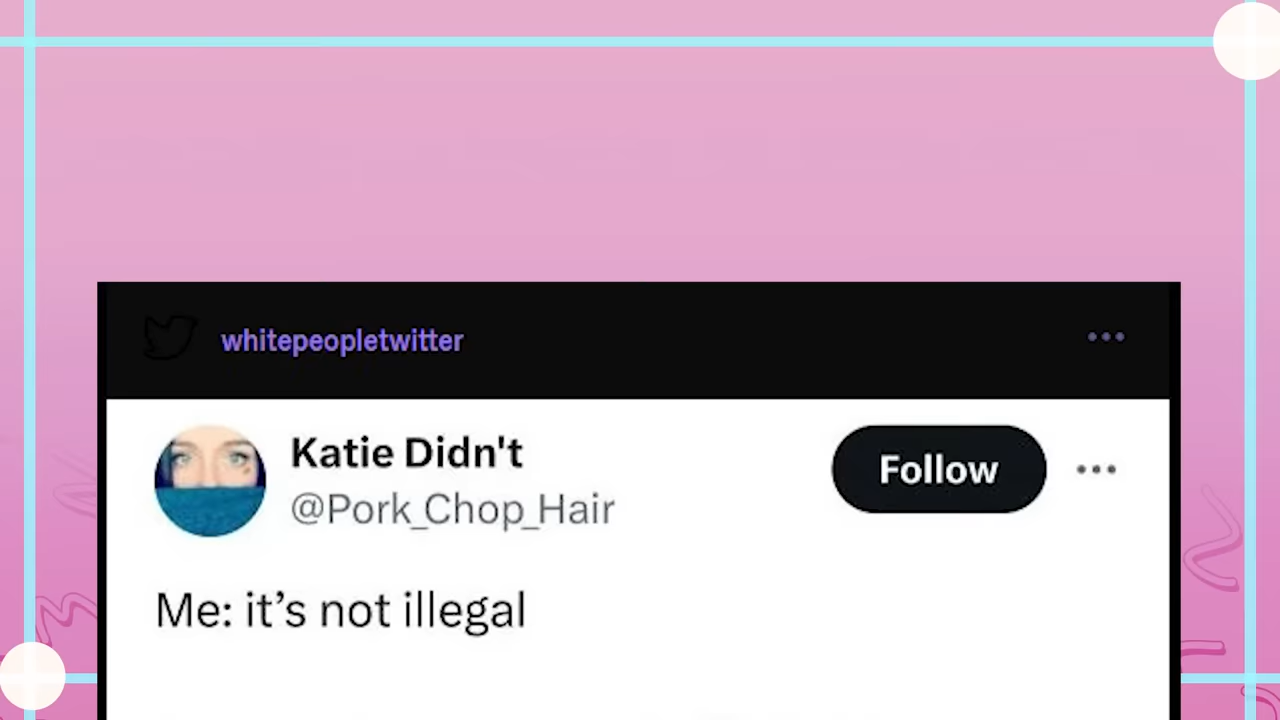 whitepeopletwitter
Katie Didn't
@Pork_Chop_Hair
Follow
Me: it’s not illegal